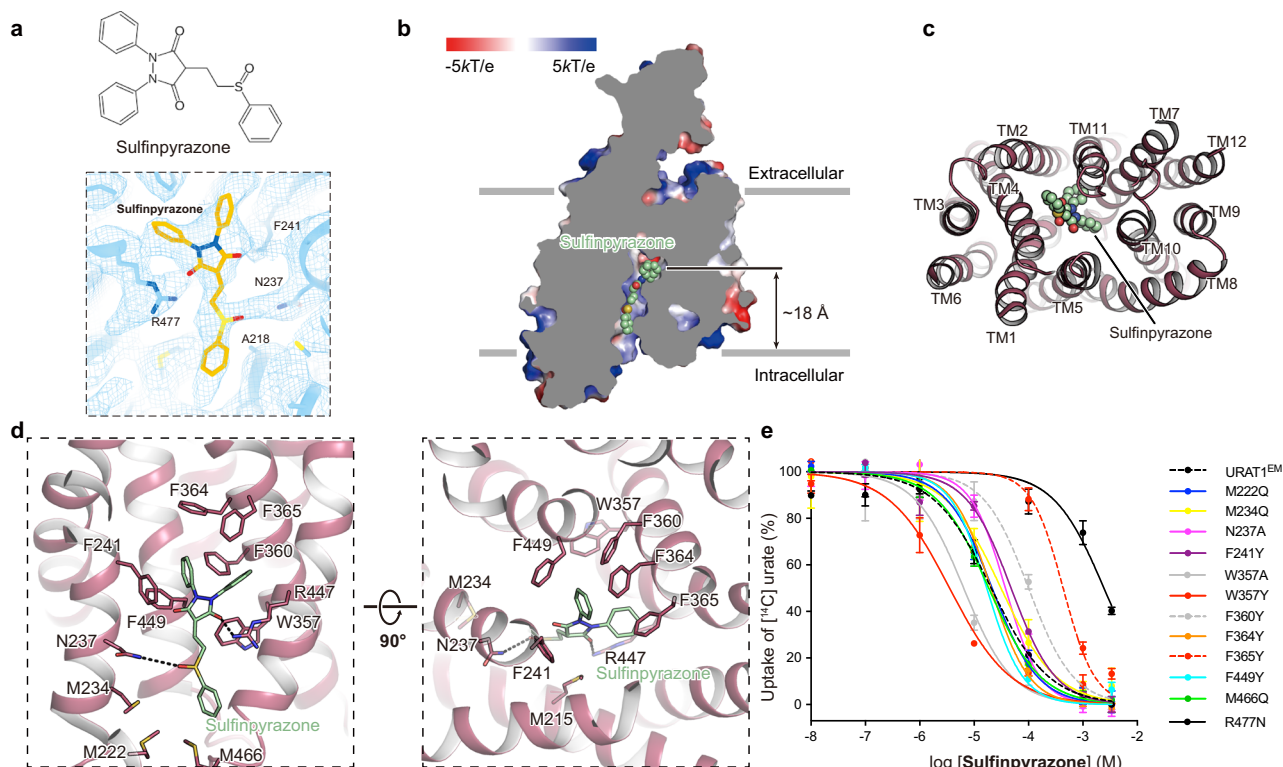 a
O
N
N
O
O
S
Sulfinpyrazone
Sulfinpyrazone
F241
N237
R477
A218
b
-5kT/e
5kT/e
Extracellular
Sulfinpyrazone
~18 Å
Intracellular
c
TM7
TM2
TM11
TM12
TM4
TM3
TM9
TM10
TM6
TM5
TM8
TM1
Sulfinpyrazone
d
F364
F365
F241
F360
R447
F449
W357
N237
M234
Sulfinpyrazone
M222
M466
90°
W357
F360
F449
F364
M234
F365
N237
F241
R447
Sulfinpyrazone
M215
e
Uptake of [¹⁴C] urate (%)
100
80
60
40
20
0
-8
-7
-6
-5
-4
-3
-2
log [Sulfinpyrazone] (M)
URAT1ᴱᴹ
M222Q
M234Q
N237A
F241Y
W357A
W357Y
F360Y
F364Y
F365Y
F449Y
M466Q
R477N